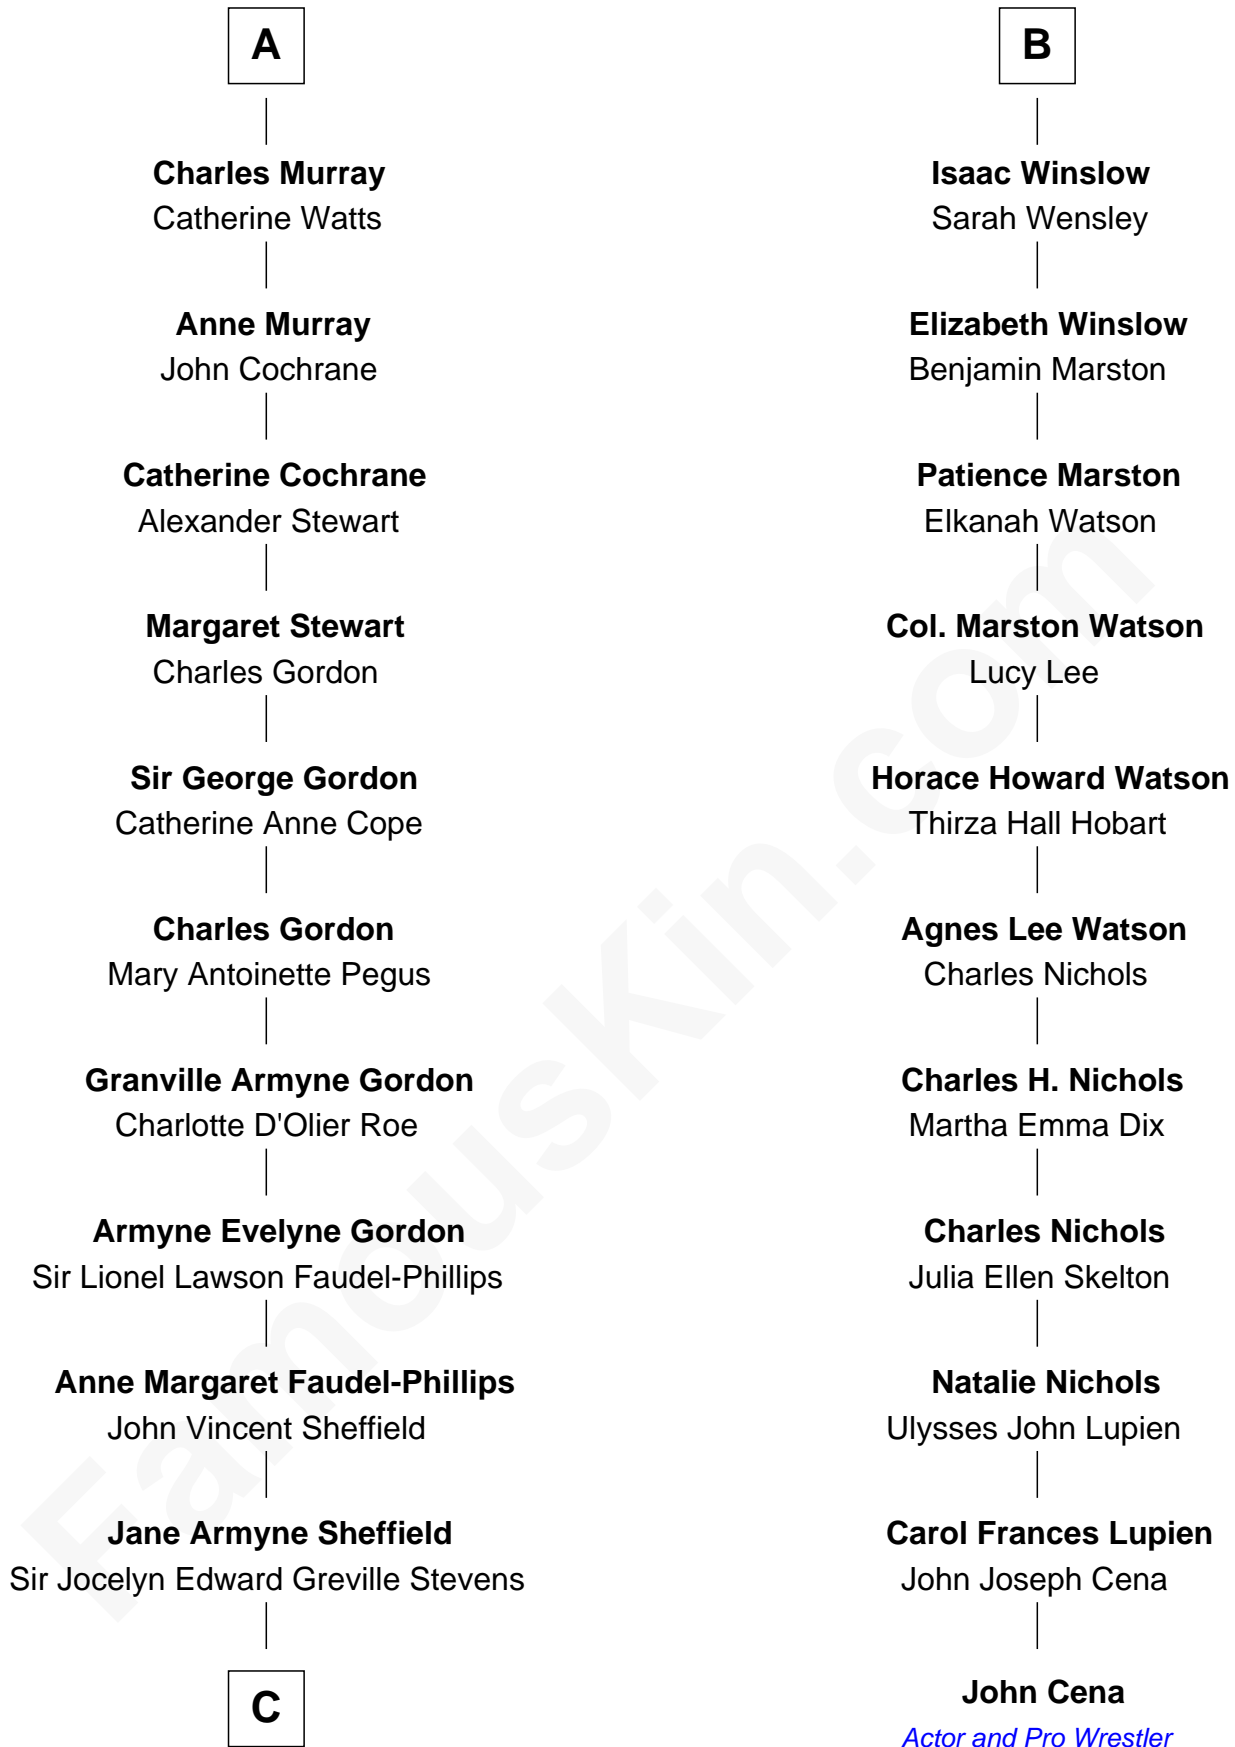 A
Charles Murray
Catherine Watts
Anne Murray
John Cochrane
Catherine Cochrane
Alexander Stewart
Margaret Stewart
Charles Gordon
Sir George Gordon
Catherine Anne Cope
Charles Gordon
Mary Antoinette Pegus
Granville Armyne Gordon
Charlotte D'Olier Roe
Armyne Evelyne Gordon
Sir Lionel Lawson Faudel-Phillips
Anne Margaret Faudel-Phillips
John Vincent Sheffield
Jane Armyne Sheffield
Sir Jocelyn Edward Greville Stevens
C
B
Isaac Winslow
Sarah Wensley
Elizabeth Winslow
Benjamin Marston
Patience Marston
Elkanah Watson
Col. Marston Watson
Lucy Lee
Horace Howard Watson
Thirza Hall Hobart
Agnes Lee Watson
Charles Nichols
Charles H. Nichols
Martha Emma Dix
Charles Nichols
Julia Ellen Skelton
Natalie Nichols
Ulysses John Lupien
Carol Frances Lupien
John Joseph Cena
John Cena
Actor and Pro Wrestler
FamousKin.com